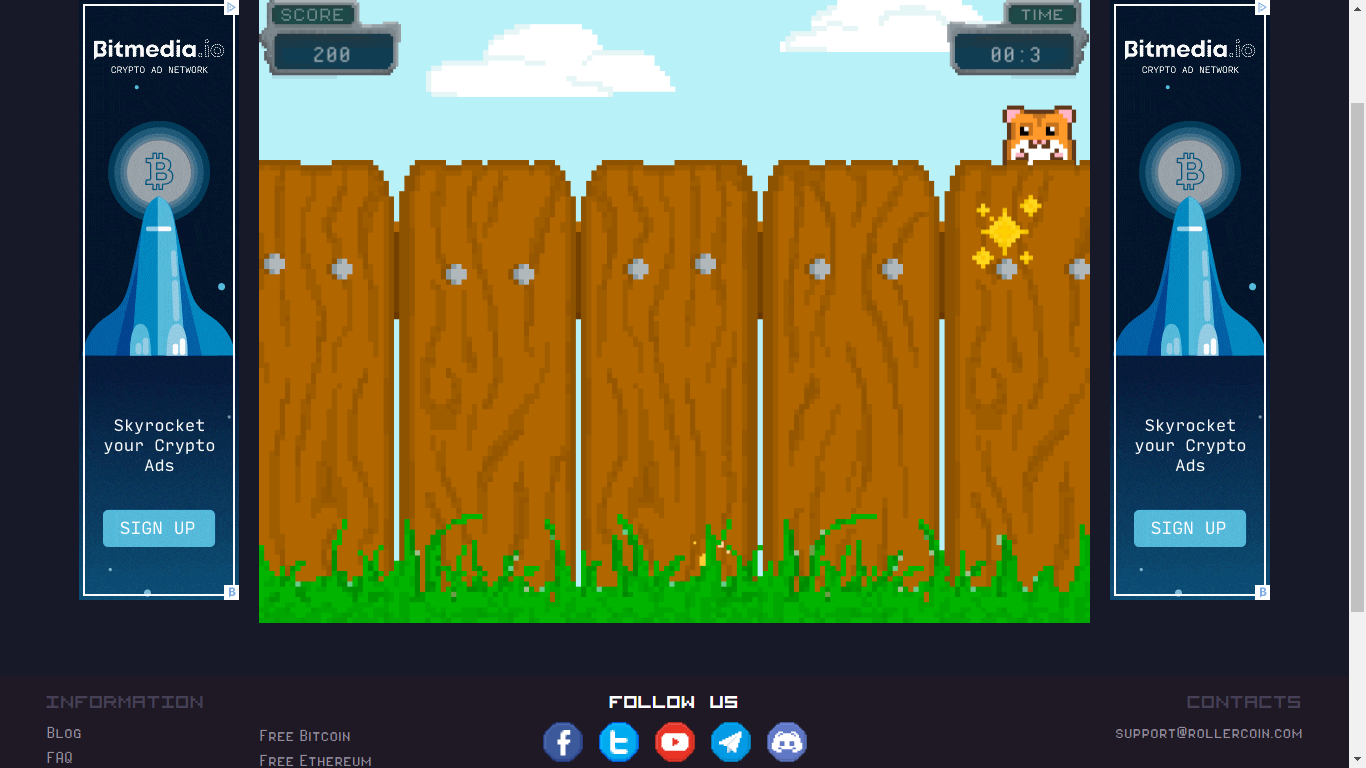 SCORE
200
TIME
00:3
Bitmedia.io
CRYPTO AD NETWORK
Skyrocket
your Crypto
Ads
SIGN UP
B
Bitmedia.io
CRYPTO AD NETWORK
Skyrocket
your Crypto
Ads
SIGN UP
B
INFORMATION
Blog
FAQ
Free Bitcoin
Free Ethereum
FOLLOW US
CONTACTS
support@rollercoin.com